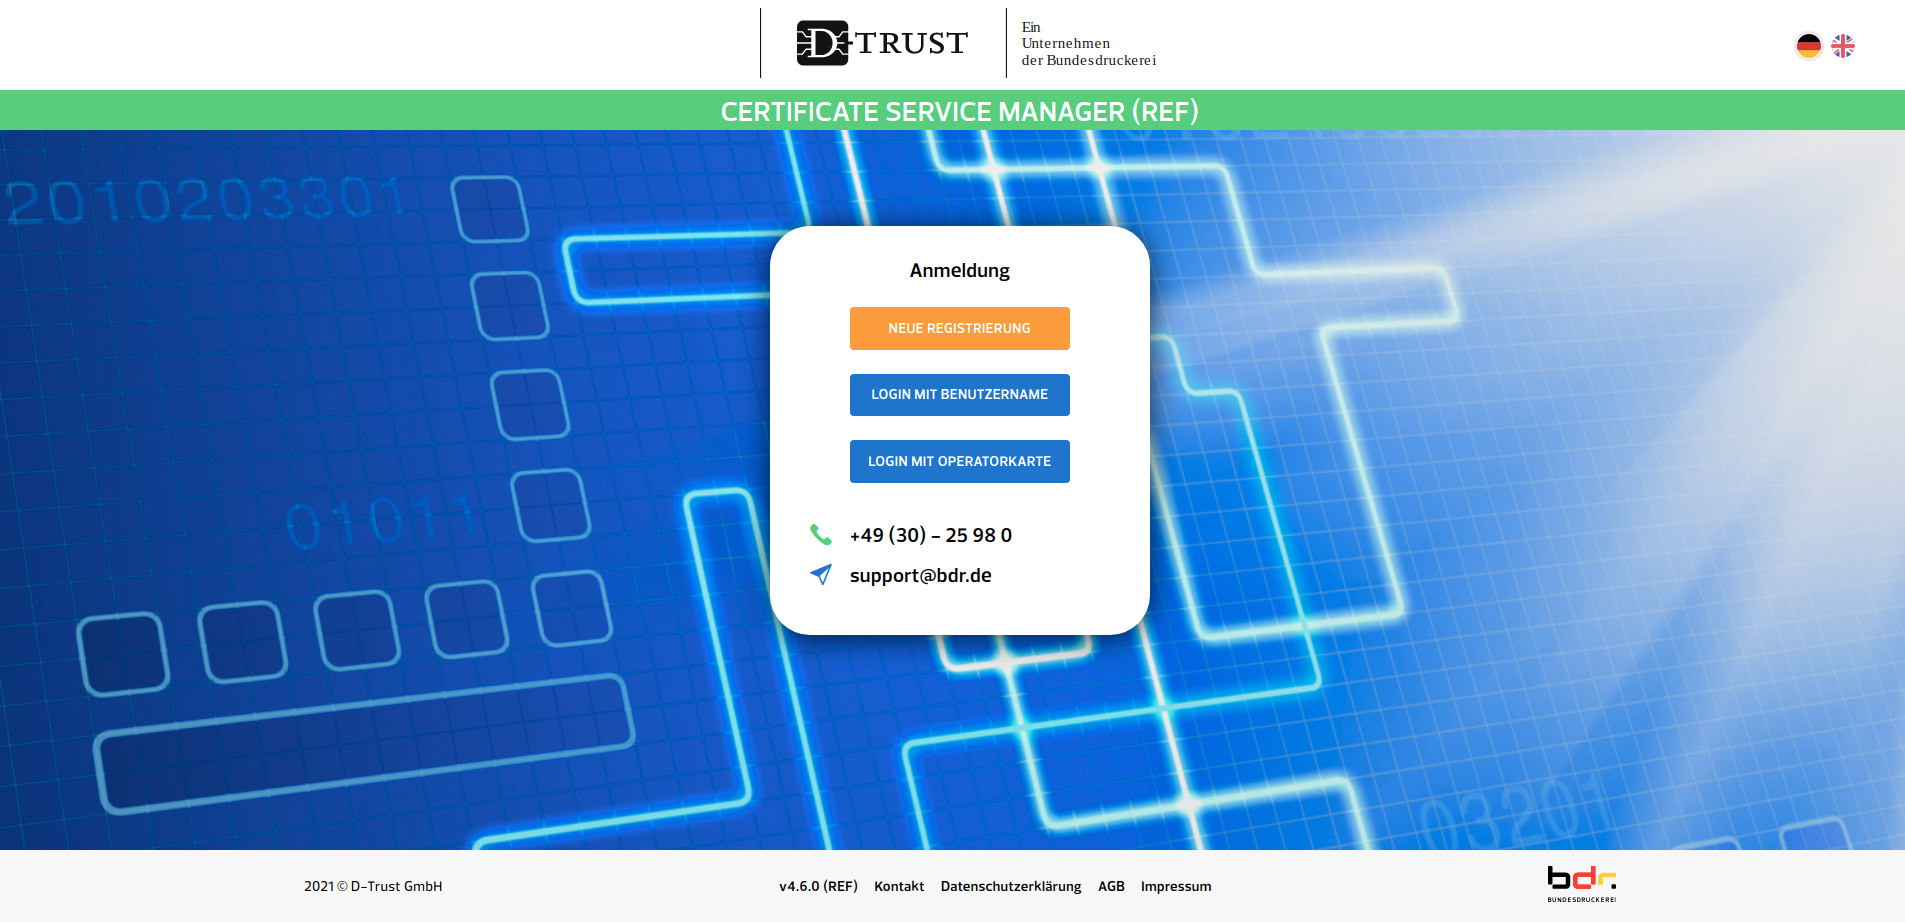 D-TRUST
Ein
Unternehmen
der Bundesdruckerei
CERTIFICATE SERVICE MANAGER (REF)
2010203301
Anmeldung
NEUE REGISTRIERUNG
LOGIN MIT BENUTZERNAME
LOGIN MIT OPERATORKARTE
01011
+49 (30) – 25 98 0
support@bdr.de
03201
2021 © D-Trust GmbH
v4.6.0 (REF) Kontakt Datenschutzerklärung AGB Impressum
bdr.
BUNDESDRUCKEREI